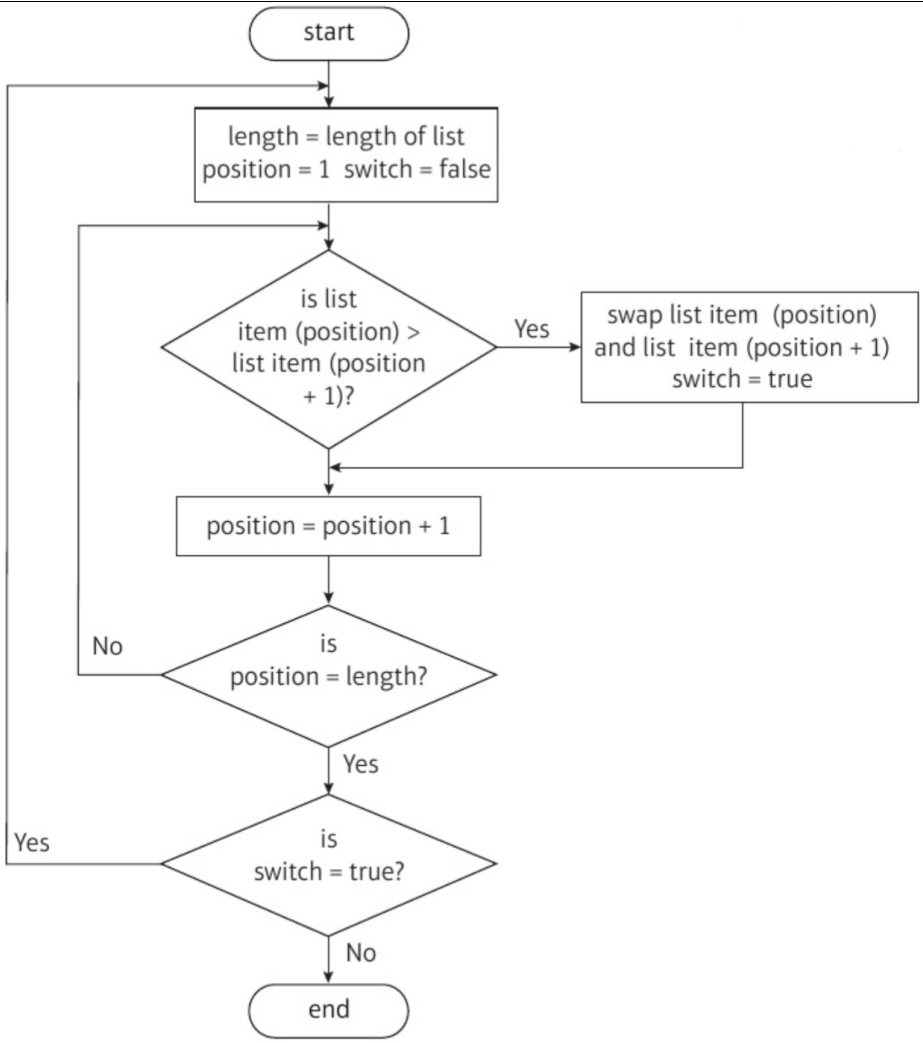 start
length = length of list
position = 1 switch = false
is list
item (position) >
list item (position
+ 1)?
Yes
swap list item (position)
and list item (position + 1)
switch = true
position = position + 1
is
position = length?
No
Yes
is
switch = true?
Yes
No
end